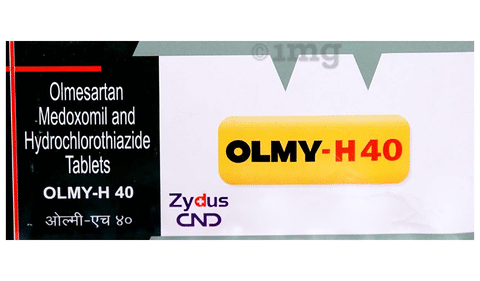 1mg
Olmesartan
Medoxomil and
Hydrochlorothiazide
Tablets
OLMY-H 40
ओल्मी-एच ४०
OLMY-H 40
Zydus
CND